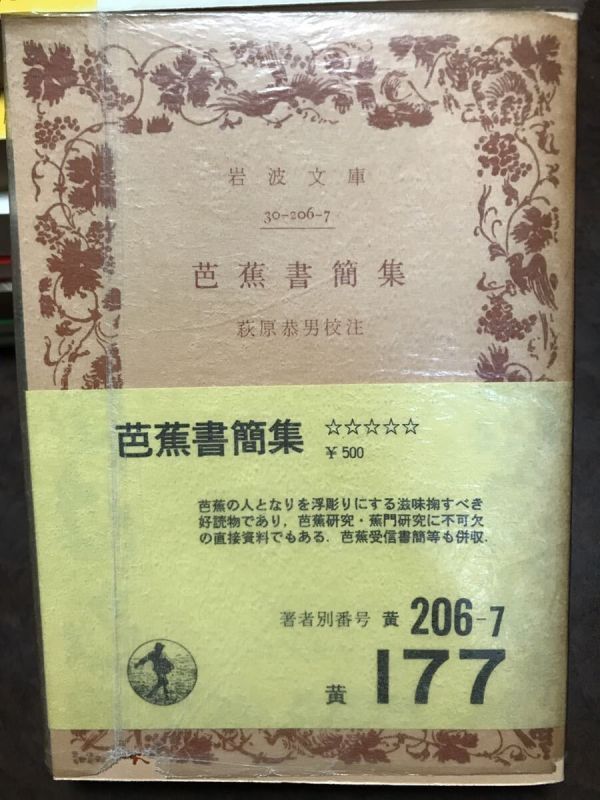 岩波文庫
30-206-7
芭蕉書簡集
萩原恭男校注
芭蕉書簡集 ☆☆☆☆☆
￥500
芭蕉の人となりを浮彫りにする滋味掬すべき
好読物であり，芭蕉研究・蕉門研究に不可欠
の直接資料でもある．芭蕉受信書簡等も併収．
著者別番号 黄 206-7
黄 177